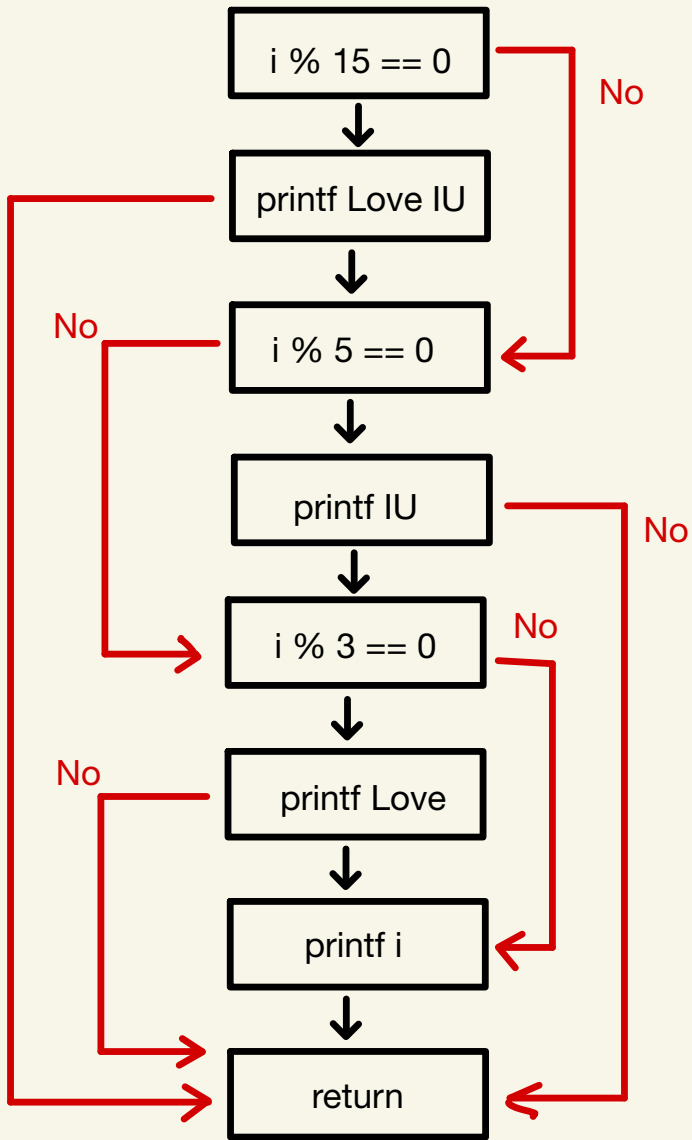 i % 15 == 0
No
printf Love IU
No
i % 5 == 0
printf IU
No
i % 3 == 0
No
No
printf Love
printf i
return